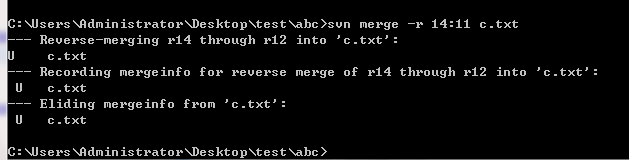 C:\Users\Administrator\Desktop\test\abc>svn merge -r 14:11 c.txt
--- Reverse-merging r14 through r12 into 'c.txt':
U    c.txt
--- Recording mergeinfo for reverse merge of r14 through r12 into 'c.txt':
 U   c.txt
--- Eliding mergeinfo from 'c.txt':
 U   c.txt
C:\Users\Administrator\Desktop\test\abc>